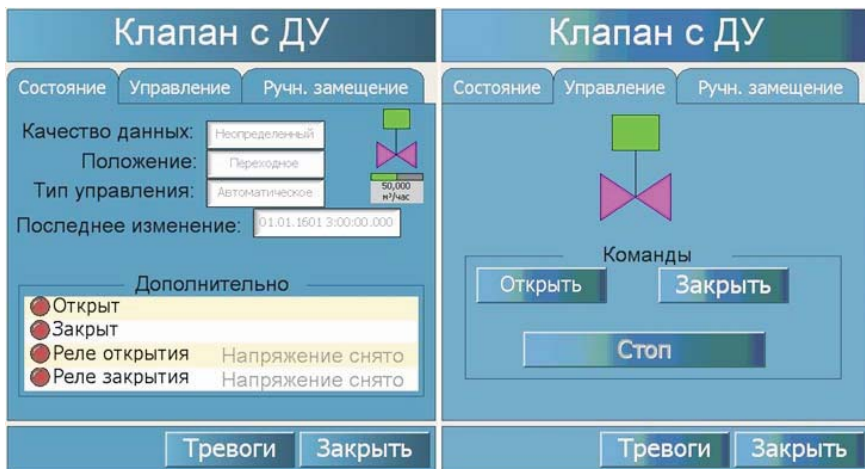 Клапан с ДУ
Состояние Управление Ручн. замещение
Качество данных: Неопределенный
Положение: Переходное
Тип управления: Автоматическое
50,000
м³/час
Последнее изменение: 01.01.1601 3:00:00.000
Дополнительно
Открыт
Закрыт
Реле открытия Напряжение снято
Реле закрытия Напряжение снято
Тревоги Закрыть
Клапан с ДУ
Состояние Управление Ручн. замещение
Команды
Открыть Закрыть
Стоп
Тревоги Закрыть